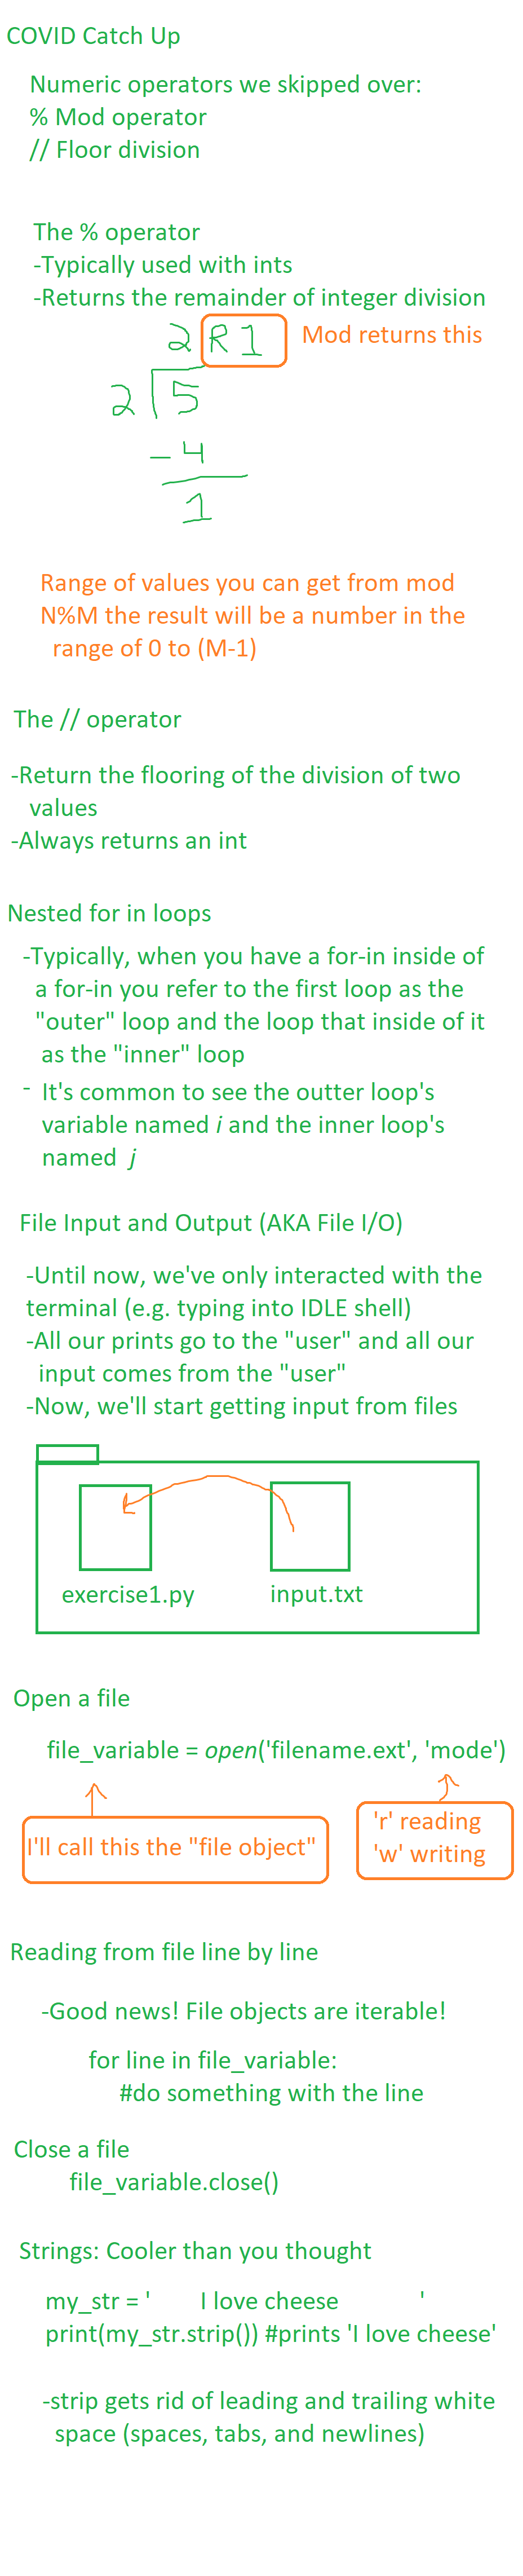 COVID Catch Up
Numeric operators we skipped over:
% Mod operator
// Floor division
The % operator
-Typically used with ints
-Returns the remainder of integer division
2 R 1 Mod returns this
2 5
- 4
1
Range of values you can get from mod
N%M the result will be a number in the
range of 0 to (M-1)
The // operator
-Return the flooring of the division of two
values
-Always returns an int
Nested for in loops
-Typically, when you have a for-in inside of
a for-in you refer to the first loop as the
"outer" loop and the loop that inside of it
as the "inner" loop
- It's common to see the outter loop's
variable named i and the inner loop's
named j
File Input and Output (AKA File I/O)
-Until now, we've only interacted with the
terminal (e.g. typing into IDLE shell)
-All our prints go to the "user" and all our
input comes from the "user"
-Now, we'll start getting input from files
exercise1.py input.txt
Open a file
file_variable = open('filename.ext', 'mode')
I'll call this the "file object"
'r' reading
'w' writing
Reading from file line by line
-Good news! File objects are iterable!
for line in file_variable:
#do something with the line
Close a file
file_variable.close()
Strings: Cooler than you thought
my_str = '        I love cheese             '
print(my_str.strip()) #prints 'I love cheese'
-strip gets rid of leading and trailing white
space (spaces, tabs, and newlines)